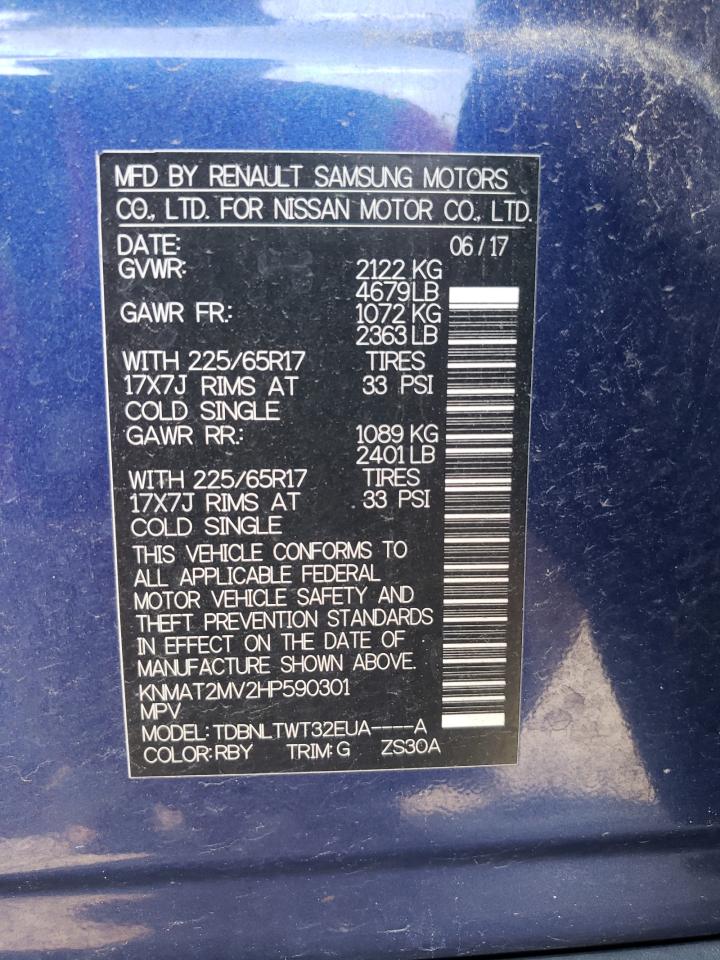 MFD BY RENAULT SAMSUNG MOTORS
CO., LTD. FOR NISSAN MOTOR CO., LTD.
DATE: 06/17
GVWR: 2122 KG
4679LB
GAWR FR.: 1072 KG
2363 LB
WITH 225/65R17 TIRES
17X7J RIMS AT 33 PSI
COLD SINGLE
GAWR RR.: 1089 KG
2401 LB
WITH 225/65R17 TIRES
17X7J RIMS AT 33 PSI
COLD SINGLE
THIS VEHICLE CONFORMS TO
ALL APPLICABLE FEDERAL
MOTOR VEHICLE SAFETY AND
THEFT PREVENTION STANDARDS
IN EFFECT ON THE DATE OF
MANUFACTURE SHOWN ABOVE.
KNMAT2MV2HP590301
MPV
MODEL: TDBNLTWT32EUA----A
COLOR: RBY TRIM: G ZS30A